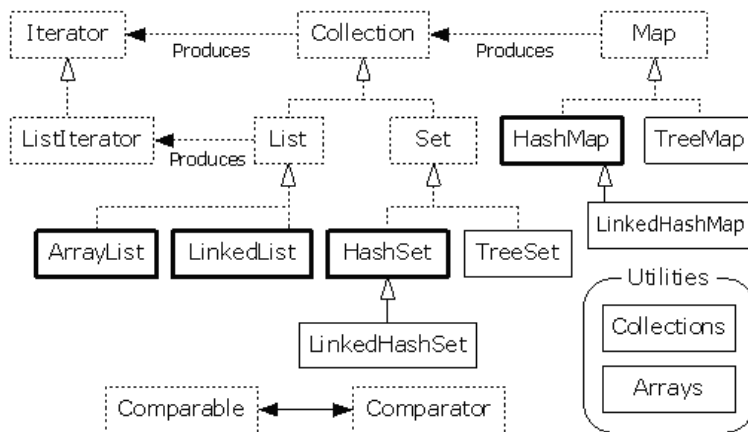 Iterator
Collection
Map
Produces
Produces
ListIterator
List
Set
HashMap
TreeMap
Produces
LinkedHashMap
ArrayList
LinkedList
HashSet
TreeSet
Utilities
Collections
LinkedHashSet
Arrays
Comparable
Comparator